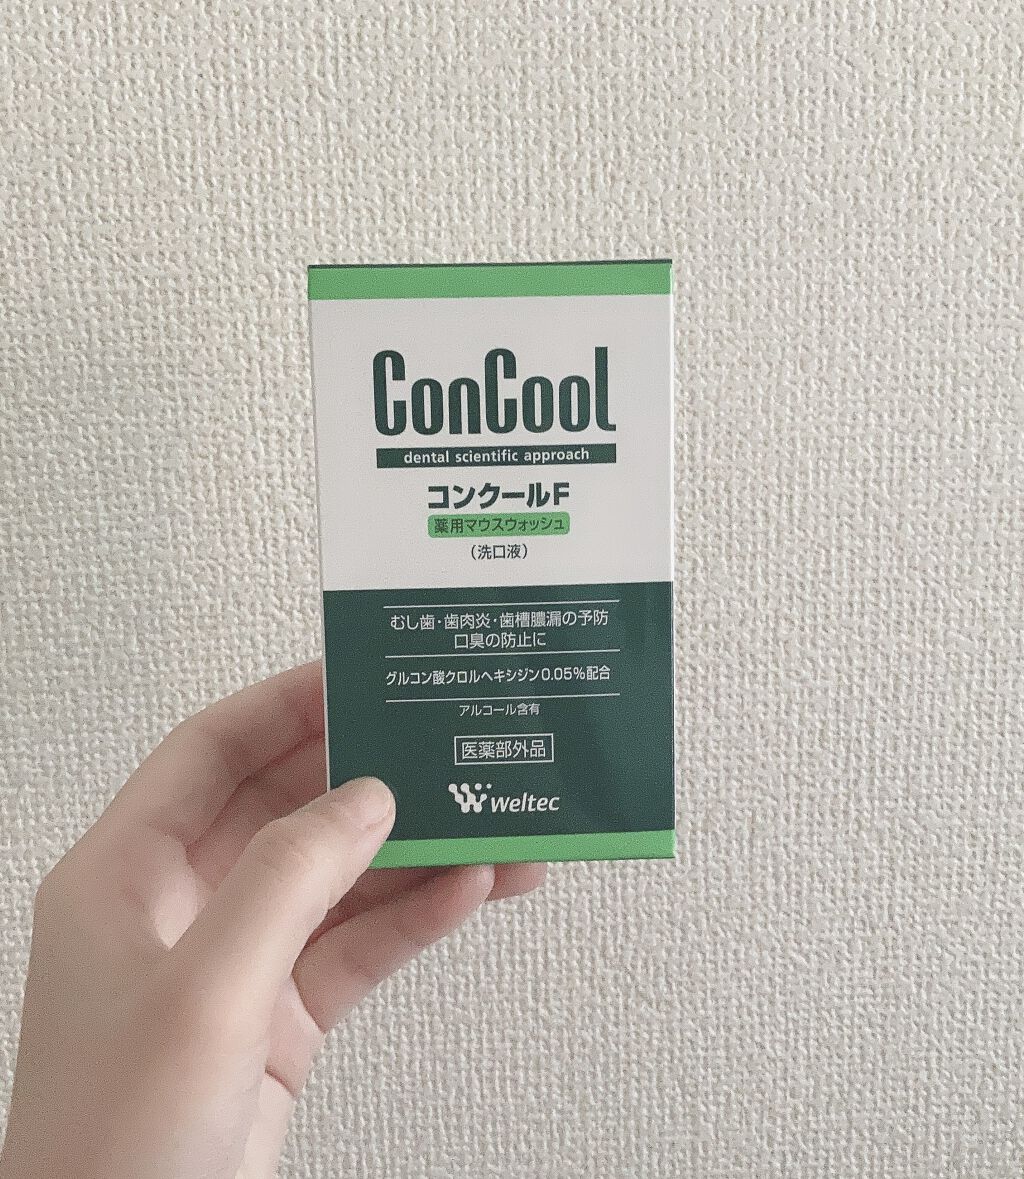 ConCool
dental scientific approach
コンクールF
薬用マウスウォッシュ
（洗口液）
むし歯・歯肉炎・歯槽膿漏の予防
口臭の防止に
グルコン酸クロルヘキシジン0.05％配合
アルコール含有
医薬部外品
weltec